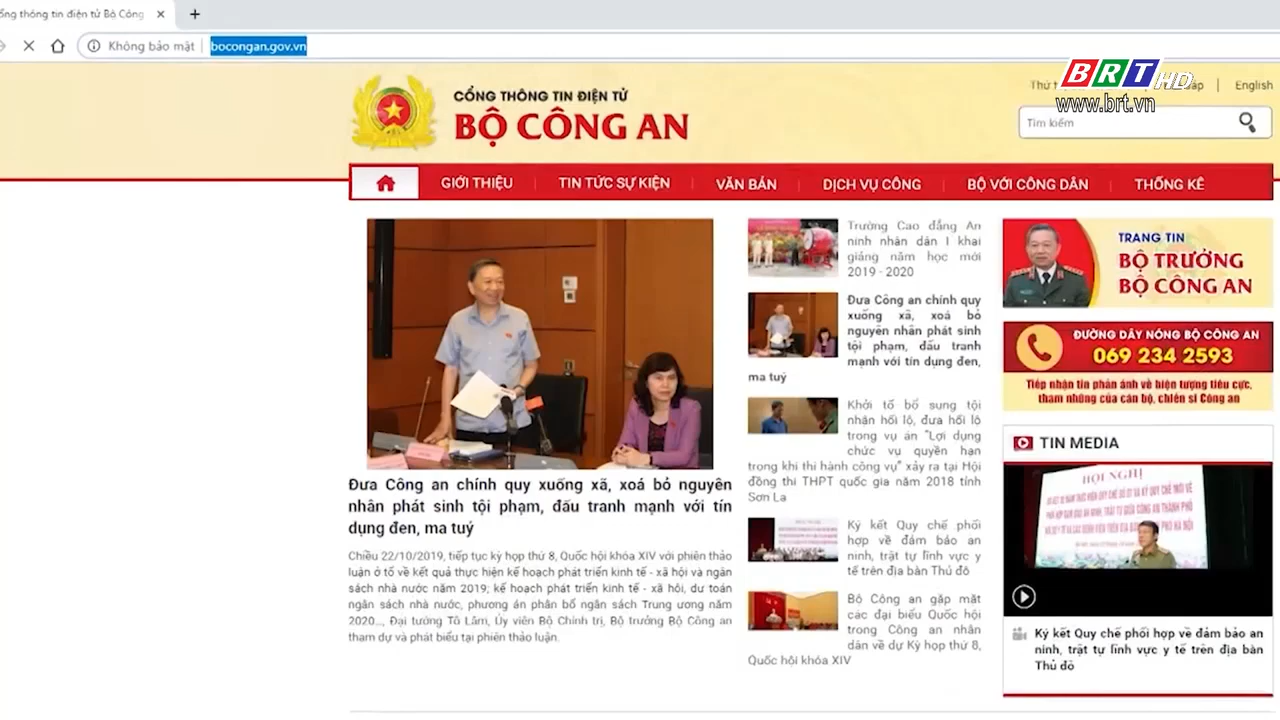 ổng thông tin điện tử Bộ Công
Không bảo mật
bocongan.gov.vn
BRT HD
www.brt.vn
English
Tìm kiếm
CỔNG THÔNG TIN ĐIỆN TỬ
BỘ CÔNG AN
GIỚI THIỆU
TIN TỨC SỰ KIỆN
VĂN BẢN
DỊCH VỤ CÔNG
BỘ VỚI CÔNG DÂN
THỐNG KÊ
Đưa Công an chính quy xuống xã, xoá bỏ nguyên
nhân phát sinh tội phạm, đấu tranh mạnh với tín
dụng đen, ma tuý
Chiều 22/10/2019, tiếp tục kỳ họp thứ 8, Quốc hội khóa XIV với phiên thảo
luận ở tổ về kết quả thực hiện kế hoạch phát triển kinh tế - xã hội và ngân
sách nhà nước năm 2019; kế hoạch phát triển kinh tế - xã hội, dự toán
ngân sách nhà nước, phương án phân bổ ngân sách Trung ương năm
2020..., Đại tướng Tô Lâm, Ủy viên Bộ Chính trị, Bộ trưởng Bộ Công an
tham dự và phát biểu tại phiên thảo luận.
Trường Cao đẳng An
ninh nhân dân I khai
giảng năm học mới
2019 - 2020
Đưa Công an chính quy
xuống xã, xoá bỏ
nguyên nhân phát sinh
tội phạm, đấu tranh
mạnh với tín dụng đen,
ma tuý
Khởi tố bổ sung tội
nhận hối lộ, đưa hối lộ
trong vụ án "Lợi dụng
chức vụ quyền hạn
trong khi thi hành công vụ" xảy ra tại Hội
đồng thi THPT quốc gia năm 2018 tỉnh
Sơn La
Ký kết Quy chế phối
hợp về đảm bảo an
ninh, trật tự lĩnh vực y
tế trên địa bàn Thủ đô
Bộ Công an gặp mặt
các đại biểu Quốc hội
trong Công an nhân
dân về dự Kỳ họp thứ 8,
Quốc hội khóa XIV
TRANG TIN
BỘ TRƯỞNG
BỘ CÔNG AN
ĐƯỜNG DÂY NÓNG BỘ CÔNG AN
069 234 2593
Tiếp nhận tin phản ánh về hiện tượng tiêu cực,
tham nhũng của cán bộ, chiến sĩ Công an
TIN MEDIA
HỘI NGHỊ
Ký kết Quy chế phối hợp về đảm bảo an
ninh, trật tự lĩnh vực y tế trên địa bàn
Thủ đô